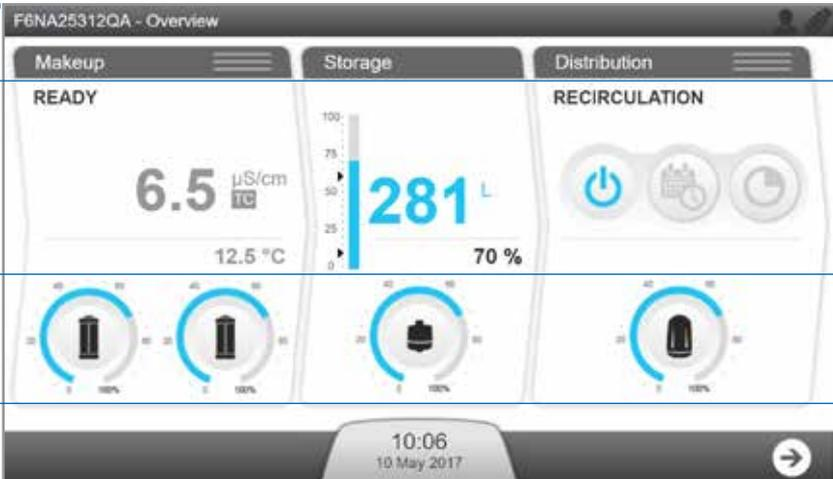 F6NA25312QA - Overview
Makeup
Storage
Distribution
READY
RECIRCULATION
100
75
50
25
0
6.5 µS/cm
TC
281 L
12.5 °C
70 %
40 60
20 80
0 100%
40 60
20 80
0 100%
40 60
20 80
0 100%
40 60
20 80
0 100%
10:06
10 May 2017